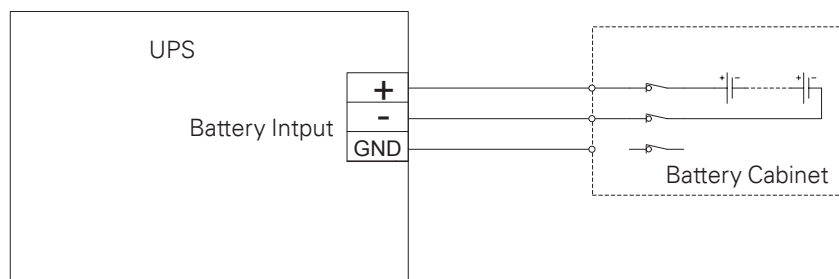 UPS
+
-
Battery Intput
GND
+ - + -
Battery Cabinet